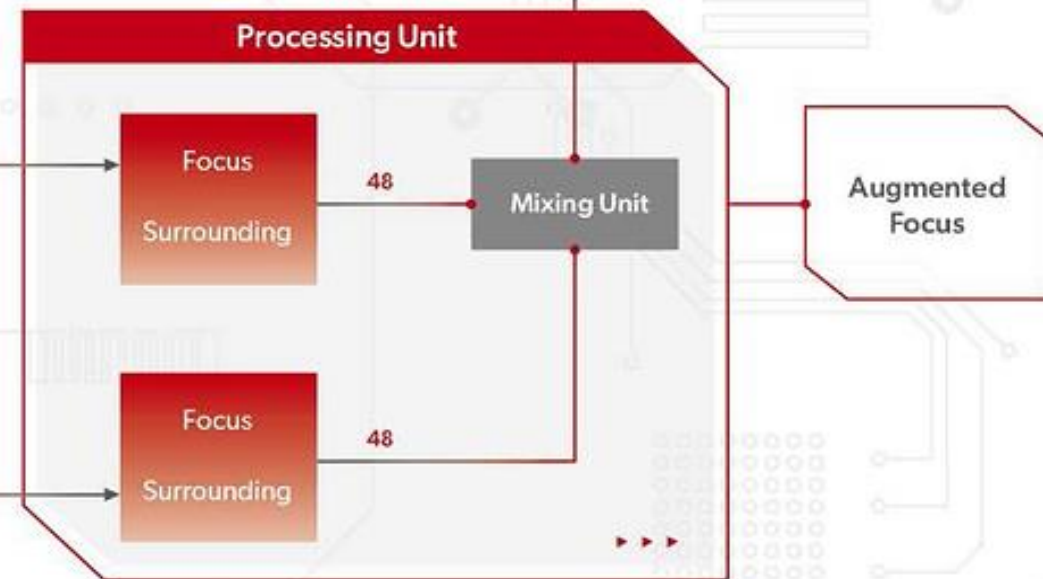 Processing Unit
Focus
Surrounding
48
Mixing Unit
Augmented
Focus
Focus
Surrounding
48